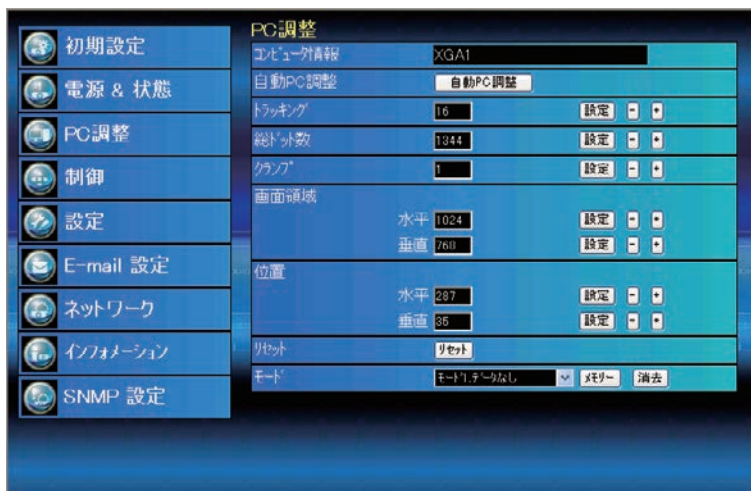 初期設定
電源 & 状態
PC調整
制御
設定
E-mail 設定
ネットワーク
インフォメーション
SNMP 設定
PC調整
コンピュータ情報 XGA1
自動PC調整 自動PC調整
トラッキング 16 設定 - +
総ドット数 1344 設定 - +
クランプ 1 設定 - +
画面領域
水平 1024 設定 - +
垂直 768 設定 - +
位置
水平 287 設定 - +
垂直 35 設定 - +
リセット リセット
モード モード1.データなし メモリー 消去